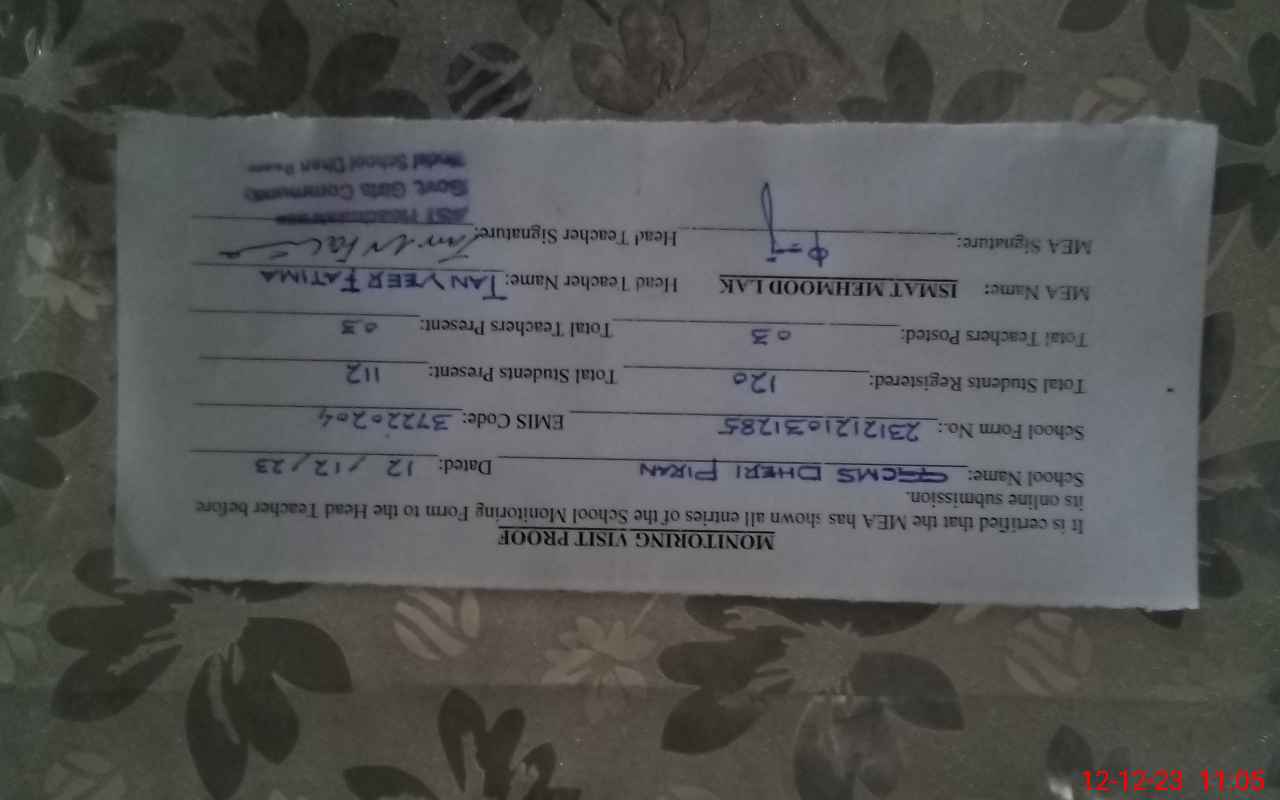 MONITORING VISIT PROOF
It is certified that the MEA has shown all entries of the School Monitoring Form to the Head Teacher before
its online submission.
School Name: GGCMS DHERI PIRAN Dated: 12/12/23
School Form No.: 2312121031285 EMIS Code: 37220204
Total Students Registered: 120 Total Students Present: 112
Total Teachers Posted: 03 Total Teachers Present: 03
MEA Name: ISMAT MEHMOOD LAK Head Teacher Name: TANVEER FATIMA
MEA Signature: Head Teacher Signature:
Govt. Girls Community
Model School
12-12-23 11:05